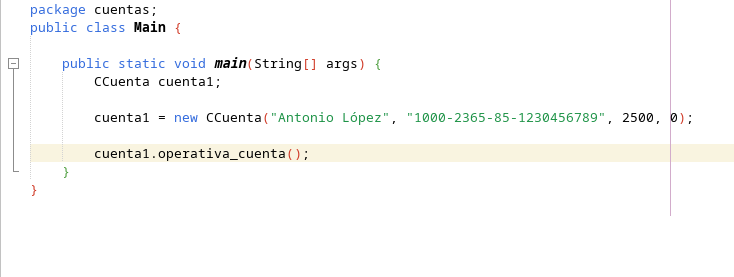 package cuentas;
public class Main {
public static void main(String[] args) {
CCuenta cuenta1;
cuenta1 = new CCuenta("Antonio López", "1000-2365-85-1230456789", 2500, 0);
cuenta1.operativa_cuenta();
}
}